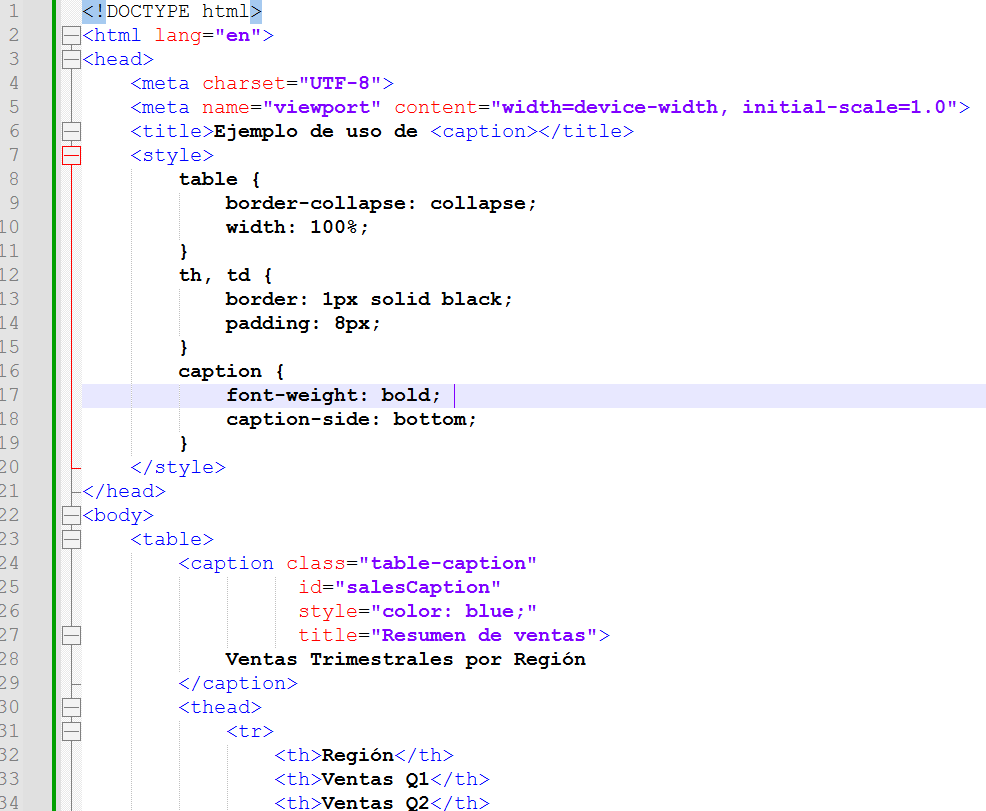 1 <!DOCTYPE html>
2 <html lang="en">
3 <head>
4 <meta charset="UTF-8">
5 <meta name="viewport" content="width=device-width, initial-scale=1.0">
6 <title>Ejemplo de uso de <caption></title>
7 <style>
8 table {
9 border-collapse: collapse;
10 width: 100%;
11 }
12 th, td {
13 border: 1px solid black;
14 padding: 8px;
15 }
16 caption {
17 font-weight: bold;
18 caption-side: bottom;
19 }
20 </style>
21 </head>
22 <body>
23 <table>
24 <caption class="table-caption"
25 id="salesCaption"
26 style="color: blue;"
27 title="Resumen de ventas">
28 Ventas Trimestrales por Región
29 </caption>
30 <thead>
31 <tr>
32 <th>Región</th>
33 <th>Ventas Q1</th>
34 <th>Ventas Q2</th>